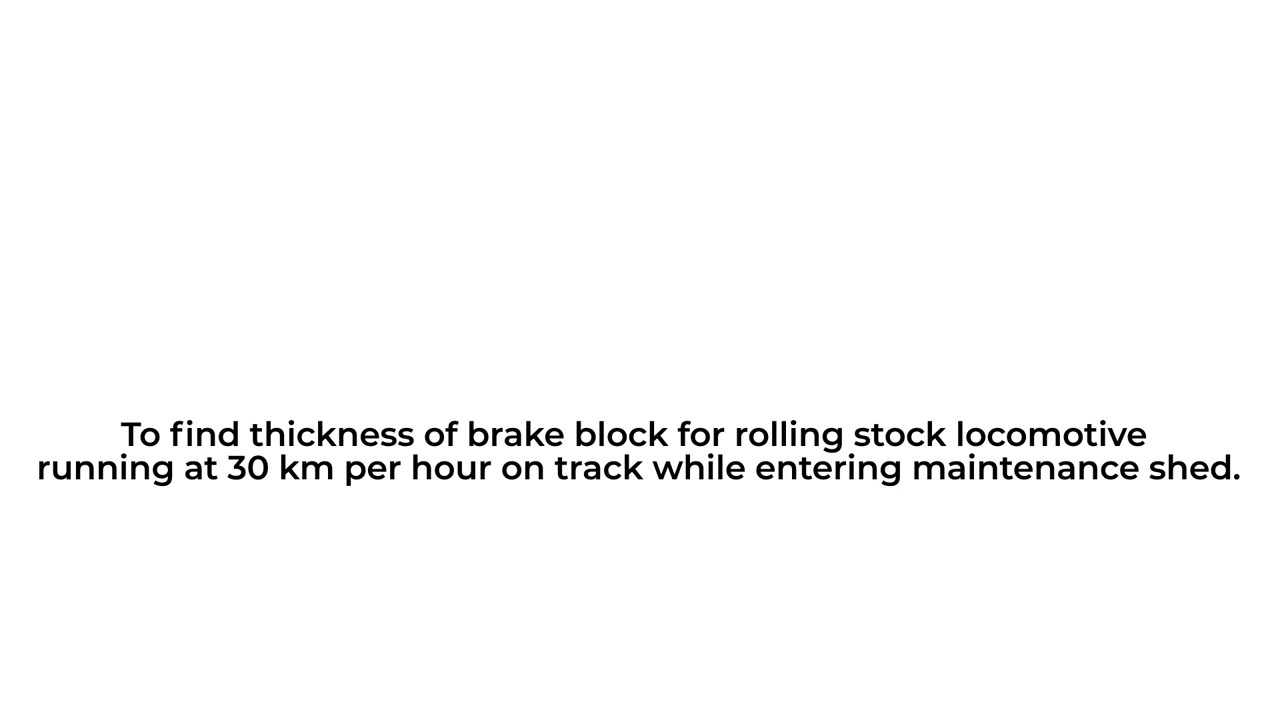 To find thickness of brake block for rolling stock locomotive
running at 30 km per hour on track while entering maintenance shed.